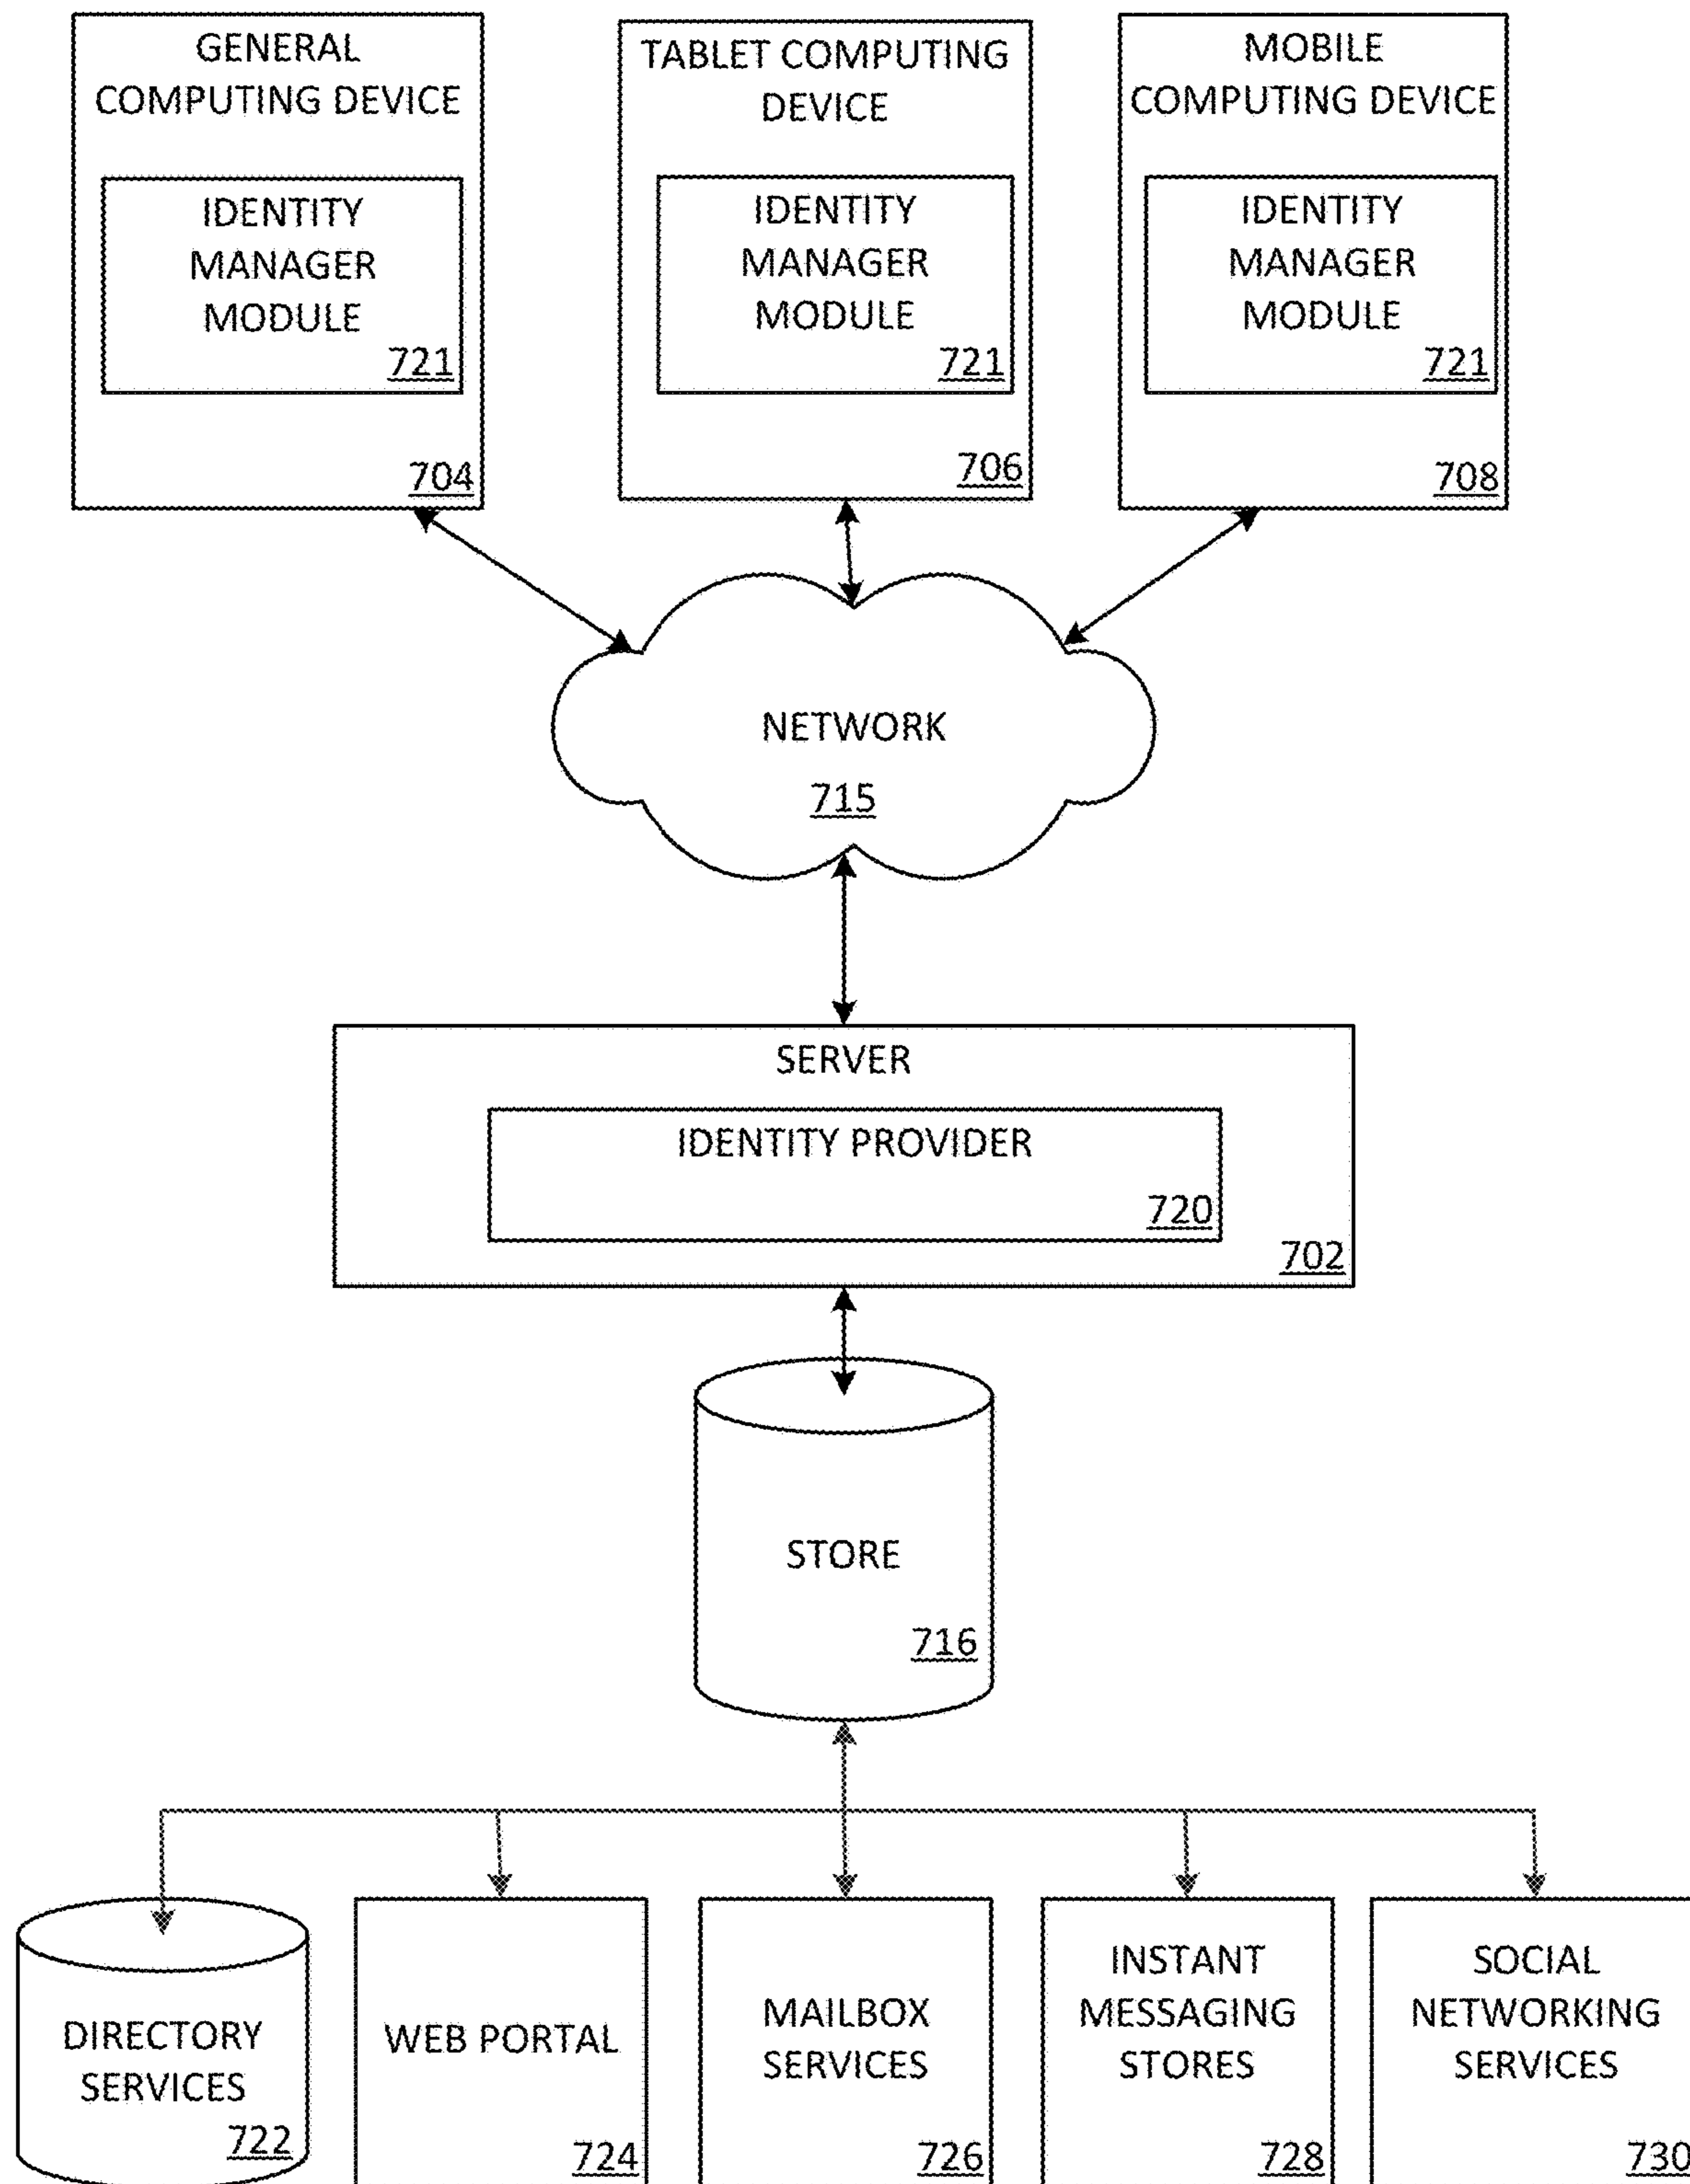 GENERAL
COMPUTING DEVICE
IDENTITY
MANAGER
MODULE
721
704
TABLET COMPUTING
DEVICE
IDENTITY
MANAGER
MODULE
721
706
MOBILE
COMPUTING DEVICE
IDENTITY
MANAGER
MODULE
721
708
NETWORK
715
SERVER
IDENTITY PROVIDER
720
702
STORE
716
DIRECTORY
SERVICES
722
WEB PORTAL
724
MAILBOX
SERVICES
726
INSTANT
MESSAGING
STORES
728
SOCIAL
NETWORKING
SERVICES
730